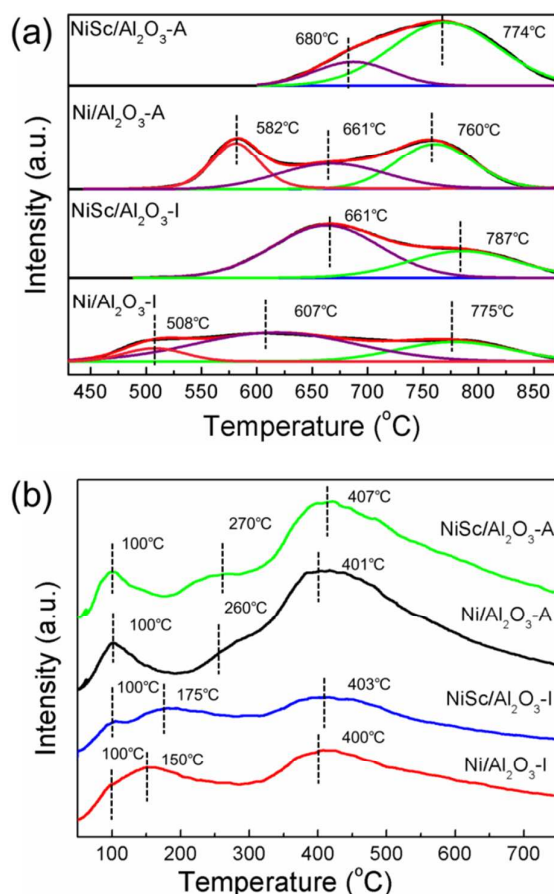 (a)
NiSc/Al₂O₃-A
680℃
774℃
Ni/Al₂O₃-A
582℃
661℃
760℃
NiSc/Al₂O₃-I
661℃
787℃
Ni/Al₂O₃-I
508℃
607℃
775℃
Intensity (a.u.)
450 500 550 600 650 700 750 800 850
Temperature (°C)
(b)
407℃
NiSc/Al₂O₃-A
100℃
270℃
401℃
Ni/Al₂O₃-A
100℃
260℃
NiSc/Al₂O₃-I
100℃
175℃
403℃
Ni/Al₂O₃-I
100℃
150℃
400℃
Intensity (a.u.)
100 200 300 400 500 600 700
Temperature (°C)